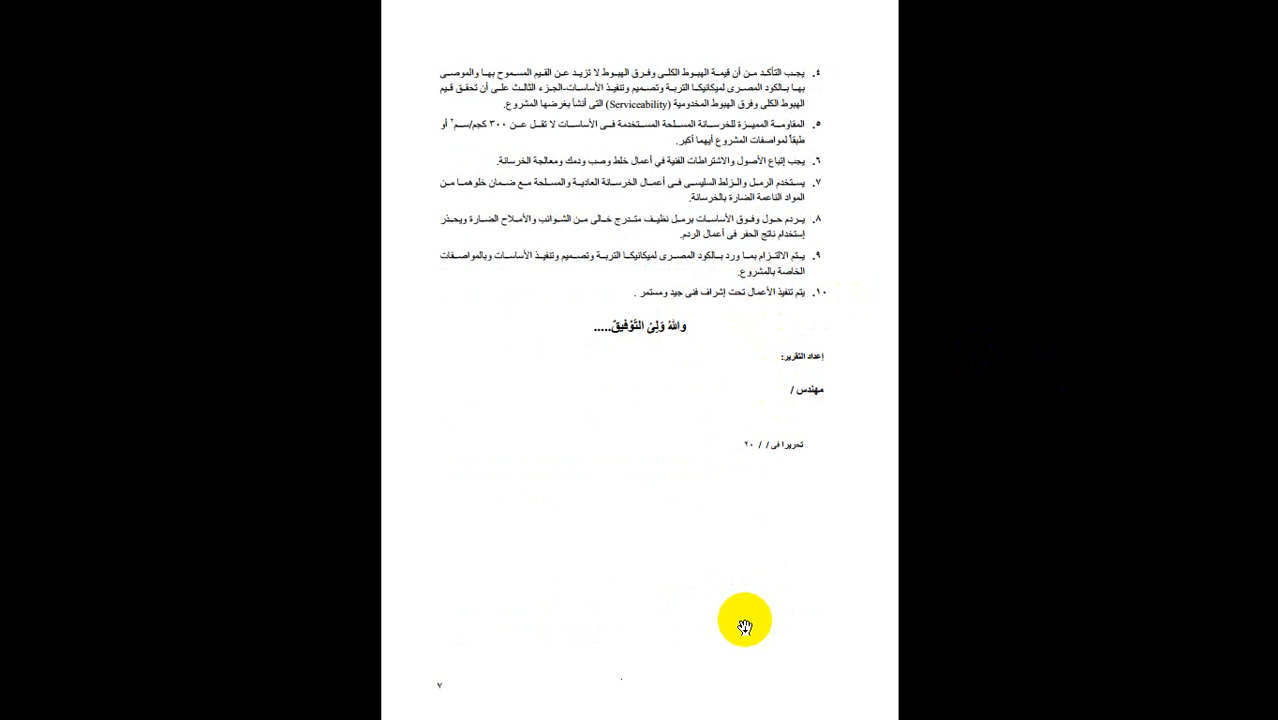 ٤. يجب التأكد من أن قيمة الهبوط الكلى وفرق الهبوط لا تزيد عن القيم المسموح بها والموصى
بها بالكود المصرى لميكانيكا التربة وتصميم وتنفيذ الأساسات-الجزء الثالث على أن تحقق قيم
الهبوط الكلى وفرق الهبوط المخدومية (Serviceability) التى أنشأ بغرضها المشروع.
٥. المقاومة المميزة للخرسانة المسلحة المستخدمة فى الأساسات لا تقل عن ٣٠٠ كجم/سم٢ أو
طبقاً لمواصفات المشروع أيهما أكبر.
٦. يجب إتباع الأصول والاشتراطات الفنية في أعمال خلط وصب ودمك ومعالجة الخرسانة.
٧. يستخدم الرمل والزلط السليسى فى أعمال الخرسانة العادية والمسلحة مع ضمان خلوهما من
المواد الناعمة الضارة بالخرسانة.
٨. يردم حول وفوق الأساسات برمل نظيف متدرج خالى من الشوائب والأملاح الضارة ويحذر
إستخدام ناتج الحفر فى أعمال الردم.
٩. يتم الالتزام بما ورد بالكود المصرى لميكانيكا التربة وتصميم وتنفيذ الأساسات وبالمواصفات
الخاصة بالمشروع.
١٠. يتم تنفيذ الأعمال تحت إشراف فنى جيد ومستمر .
واللهُ وَلِىُّ التَّوْفِيقُ.....
إعداد التقرير:
مهندس /
تحريرا فى / / ٢٠
٧